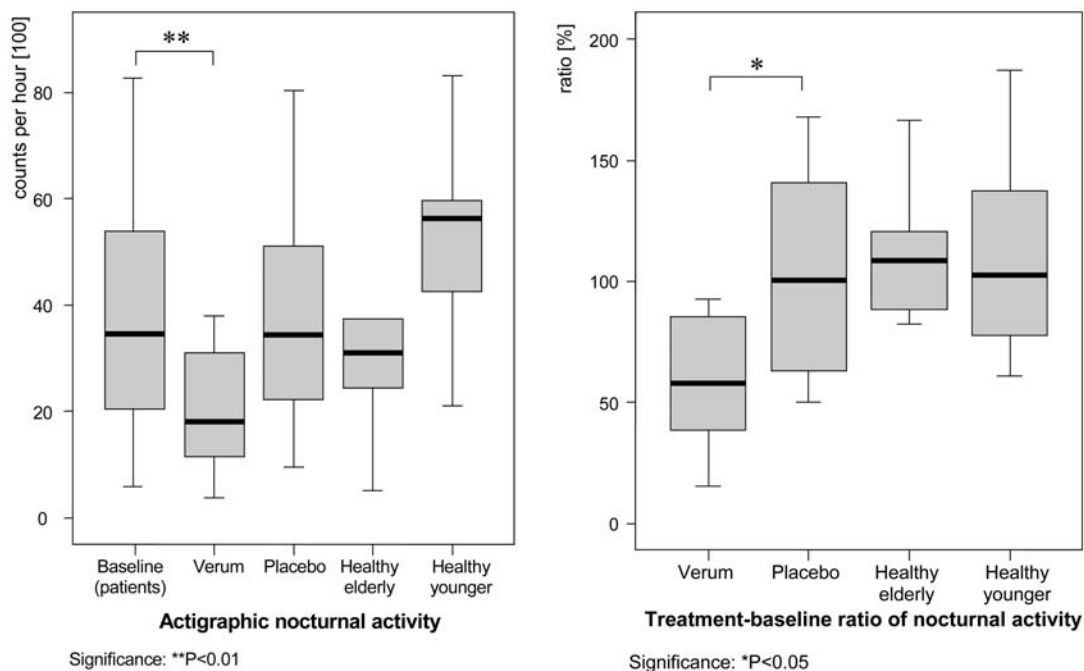 counts per hour [100]
80
60
40
20
0
**
Baseline
(patients)
Verum
Placebo
Healthy
elderly
Healthy
younger
Actigraphic nocturnal activity
Significance: **P<0.01
ratio [%]
200
150
100
50
0
*
Verum
Placebo
Healthy
elderly
Healthy
younger
Treatment-baseline ratio of nocturnal activity
Significance: *P<0.05